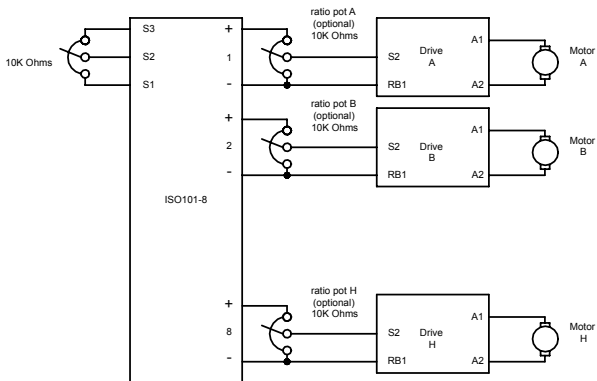 10K Ohms
S3
S2
S1
ISO101-8
+
1
-
ratio pot A
(optional)
10K Ohms
S2
RB1
Drive
A
A1
A2
Motor
A
+
2
-
ratio pot B
(optional)
10K Ohms
S2
RB1
Drive
B
A1
A2
Motor
B
+
8
-
ratio pot H
(optional)
10K Ohms
S2
RB1
Drive
H
A1
A2
Motor
H